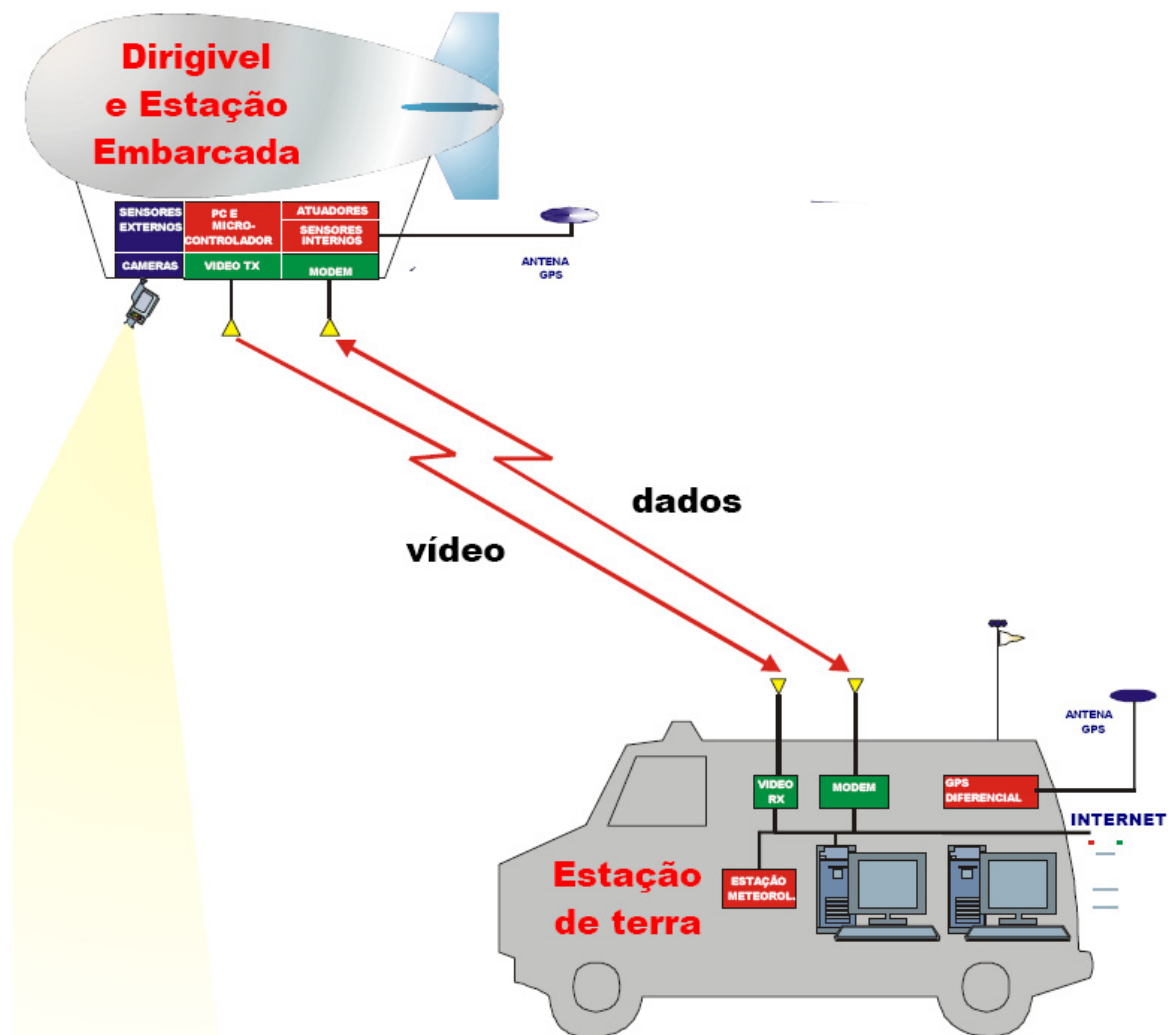 Dirigivel
e Estação
Embarcada
SENSORES
EXTERNOS
PC E
MICRO-
CONTROLADOR
ATUADORES
SENSORES
INTERNOS
CAMERAS
VIDEO TX
MODEM
ANTENA
GPS
dados
vídeo
ANTENA
GPS
VIDEO
RX
MODEM
GPS
DIFERENCIAL
INTERNET
Estação
de terra
ESTAÇÃO
METEOROL.